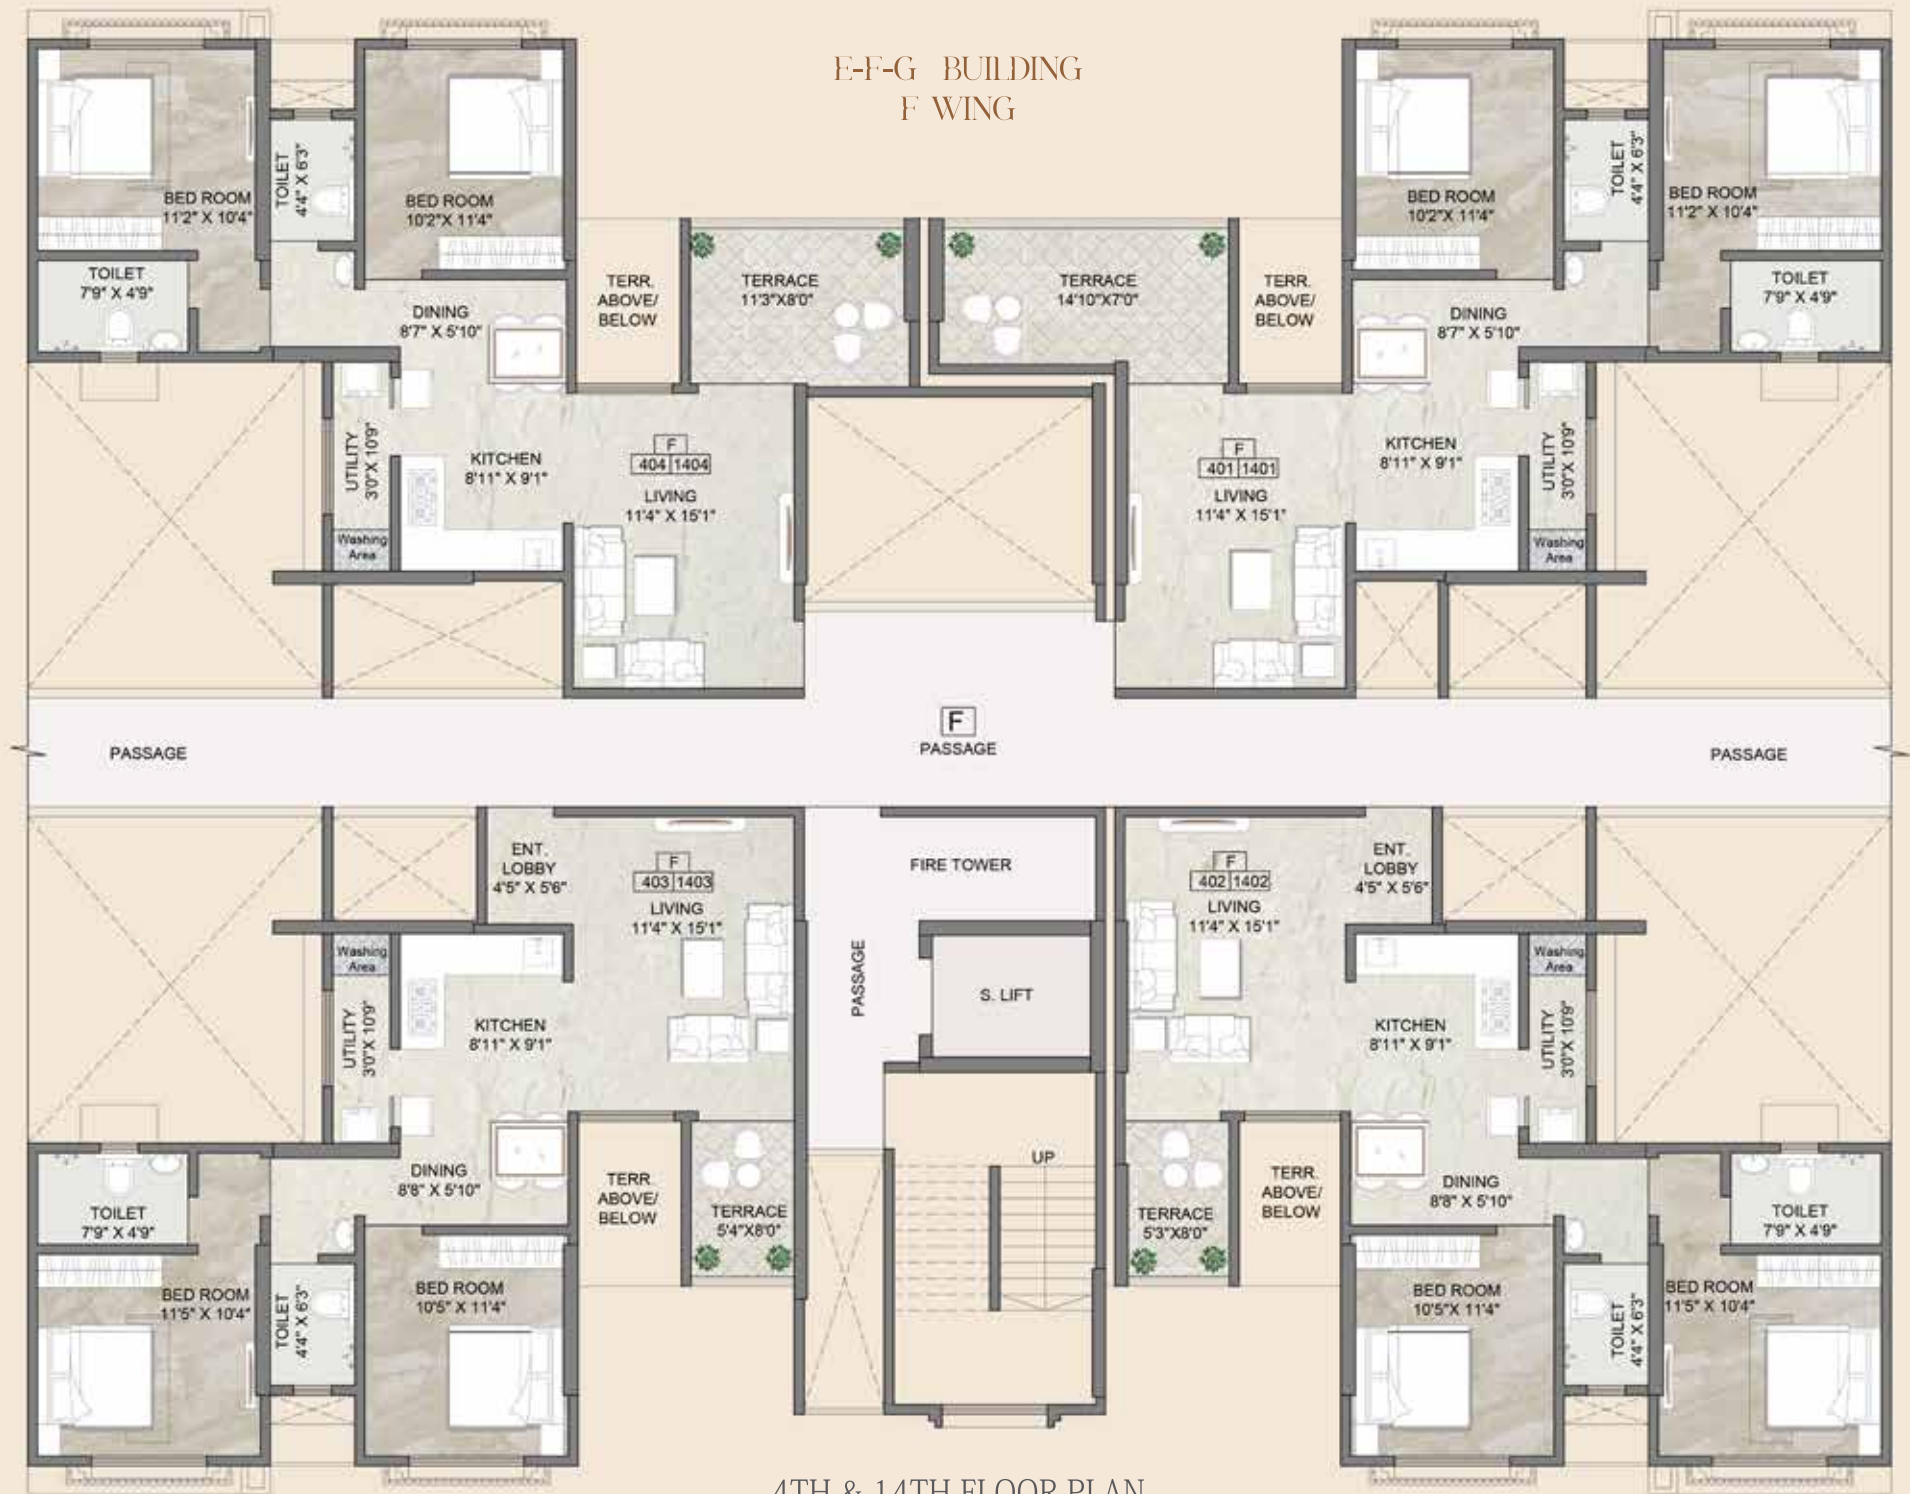 E-F-G BUILDING
F WING
BED ROOM
11'2" X 10'4"
TOILET
4'4" X 6'3"
BED ROOM
10'2"X 11'4"
TOILET
7'9" X 4'9"
DINING
8'7" X 5'10"
TERR.
ABOVE/
BELOW
TERRACE
11'3"X8'0"
UTILITY
3'0"X 10'9"
Washing
Area
KITCHEN
8'11" X 9'1"
F
404 1404
LIVING
11'4" X 15'1"
TERRACE
14'10"X7'0"
TERR.
ABOVE/
BELOW
BED ROOM
10'2"X 11'4"
TOILET
4'4" X 6'3"
BED ROOM
11'2" X 10'4"
DINING
8'7" X 5'10"
TOILET
7'9" X 4'9"
F
401 1401
LIVING
11'4" X 15'1"
KITCHEN
8'11" X 9'1"
UTILITY
3'0"X 10'9"
Washing
Area
PASSAGE
F
PASSAGE
PASSAGE
ENT.
LOBBY
4'5" X 5'6"
F
403 1403
LIVING
11'4" X 15'1"
Washing
Area
UTILITY
3'0"X 10'9"
KITCHEN
8'11" X 9'1"
DINING
8'8" X 5'10"
TERR.
ABOVE/
BELOW
TERRACE
5'4"X8'0"
TOILET
7'9" X 4'9"
BED ROOM
11'5" X 10'4"
TOILET
4'4" X 6'3"
BED ROOM
10'5" X 11'4"
FIRE TOWER
PASSAGE
S. LIFT
UP
F
402 1402
LIVING
11'4" X 15'1"
ENT.
LOBBY
4'5" X 5'6"
KITCHEN
8'11" X 9'1"
Washing
Area
UTILITY
3'0"X 10'9"
TERRACE
5'3"X8'0"
TERR.
ABOVE/
BELOW
DINING
8'8" X 5'10"
TOILET
7'9" X 4'9"
BED ROOM
10'5"X 11'4"
TOILET
4'4" X 6'3"
BED ROOM
11'5" X 10'4"
4TH & 14TH FLOOR PLAN